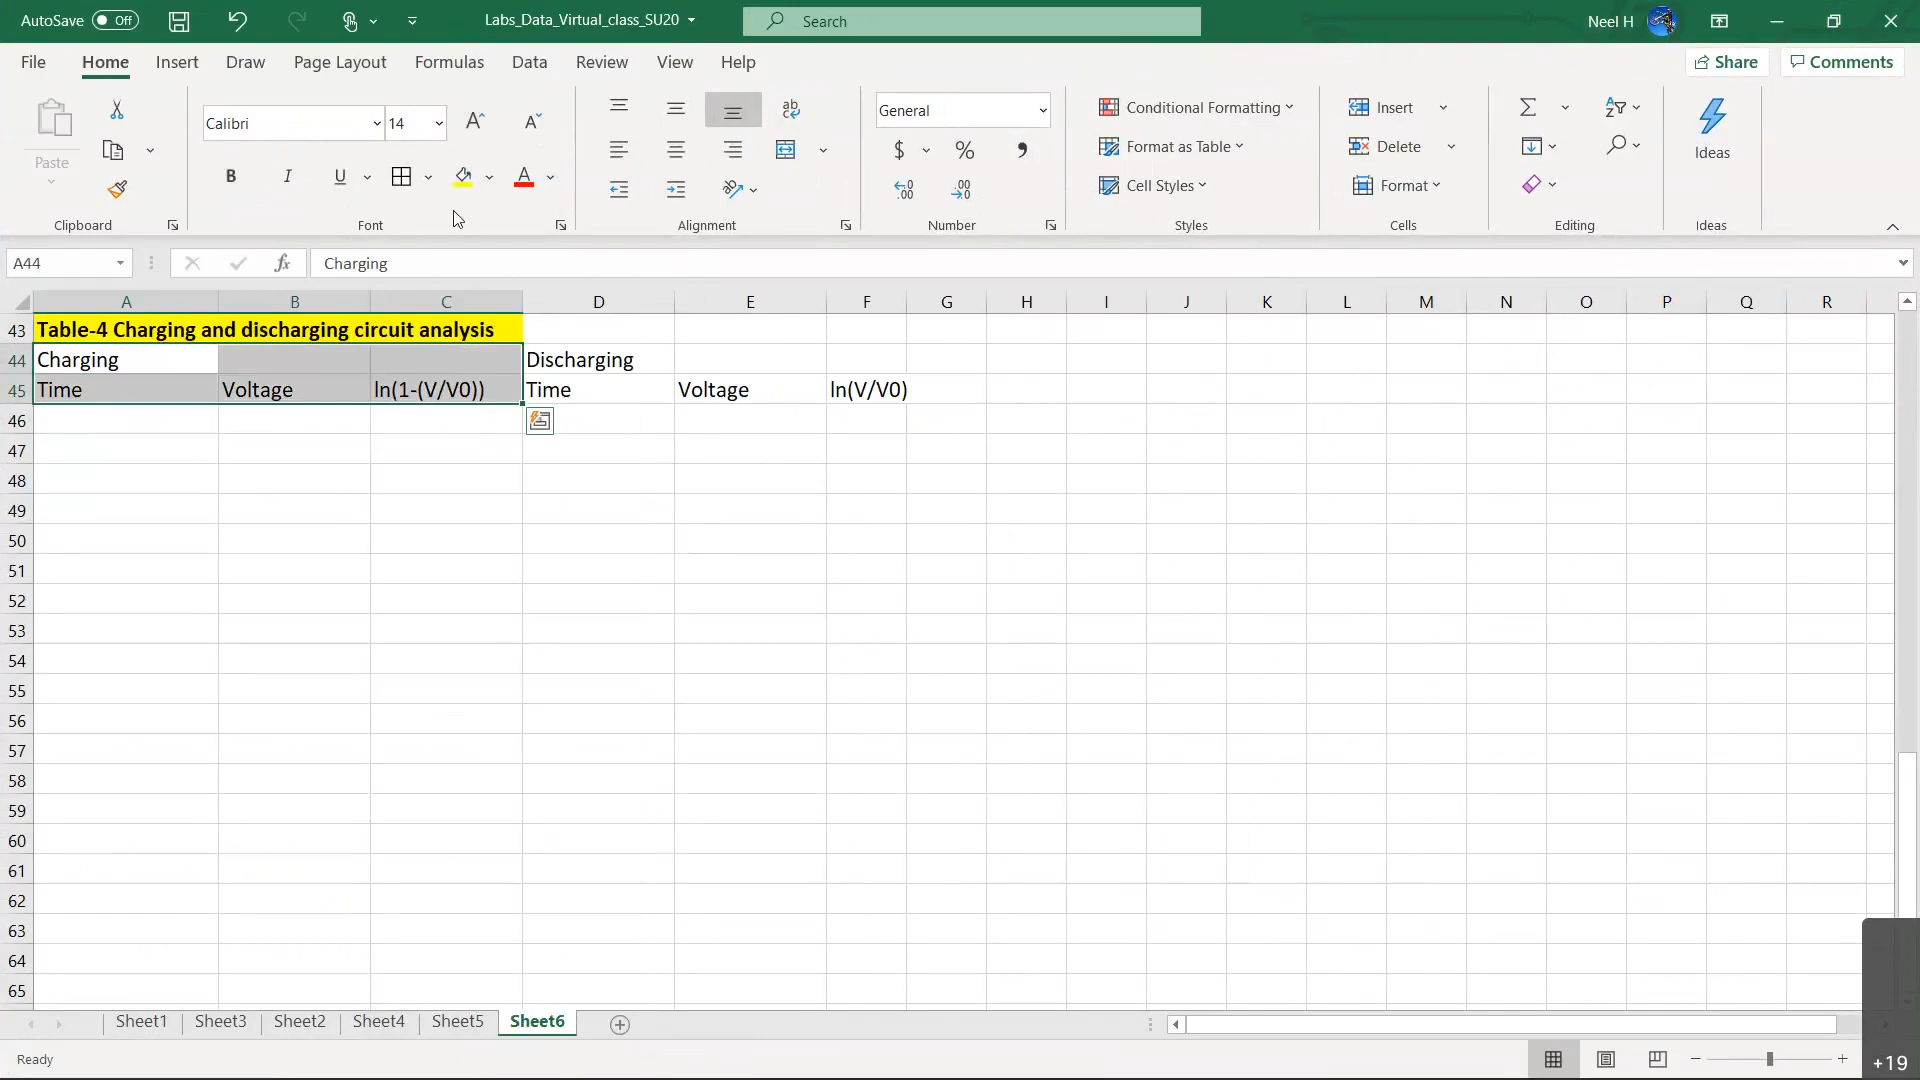 AutoSave Off Labs_Data_Virtual_class_SU20 Search Neel H
File Home Insert Draw Page Layout Formulas Data Review View Help Share Comments
Paste
Clipboard
Calibri 14
B I U A
Font
ab
Alignment
General
$ % ,
Number
Conditional Formatting
Format as Table
Cell Styles
Styles
Insert
Delete
Format
Cells
Editing
Ideas
Ideas
A44 fx Charging
A B C D E F G H I J K L M N O P Q R
43 Table-4 Charging and discharging circuit analysis
44 Charging Discharging
45 Time Voltage ln(1-(V/V0)) Time Voltage ln(V/V0)
46
47
48
49
50
51
52
53
54
55
56
57
58
59
60
61
62
63
64
65
Sheet1 Sheet3 Sheet2 Sheet4 Sheet5 Sheet6
Ready
+19